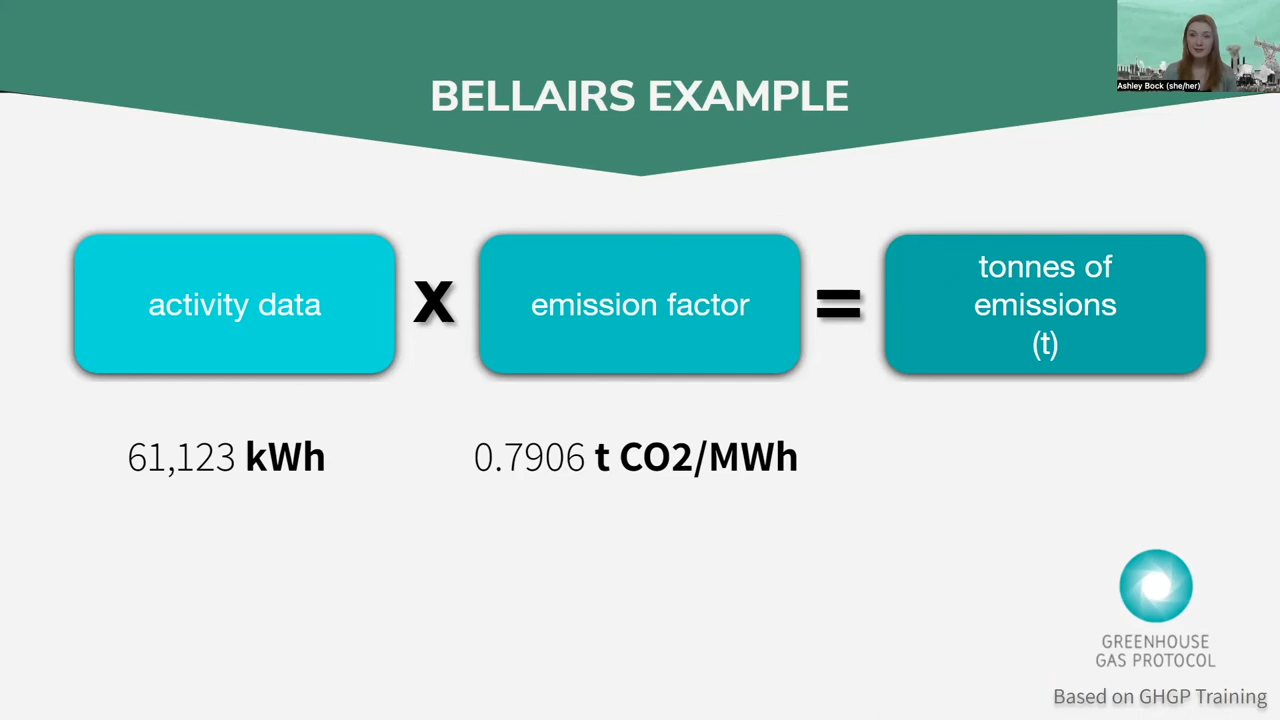 Ashley Bock (she/her)
BELLAIRS EXAMPLE
activity data
x
emission factor
=
tonnes of
emissions
(t)
61,123 kWh
0.7906 t CO2/MWh
GREENHOUSE
GAS PROTOCOL
Based on GHGP Training